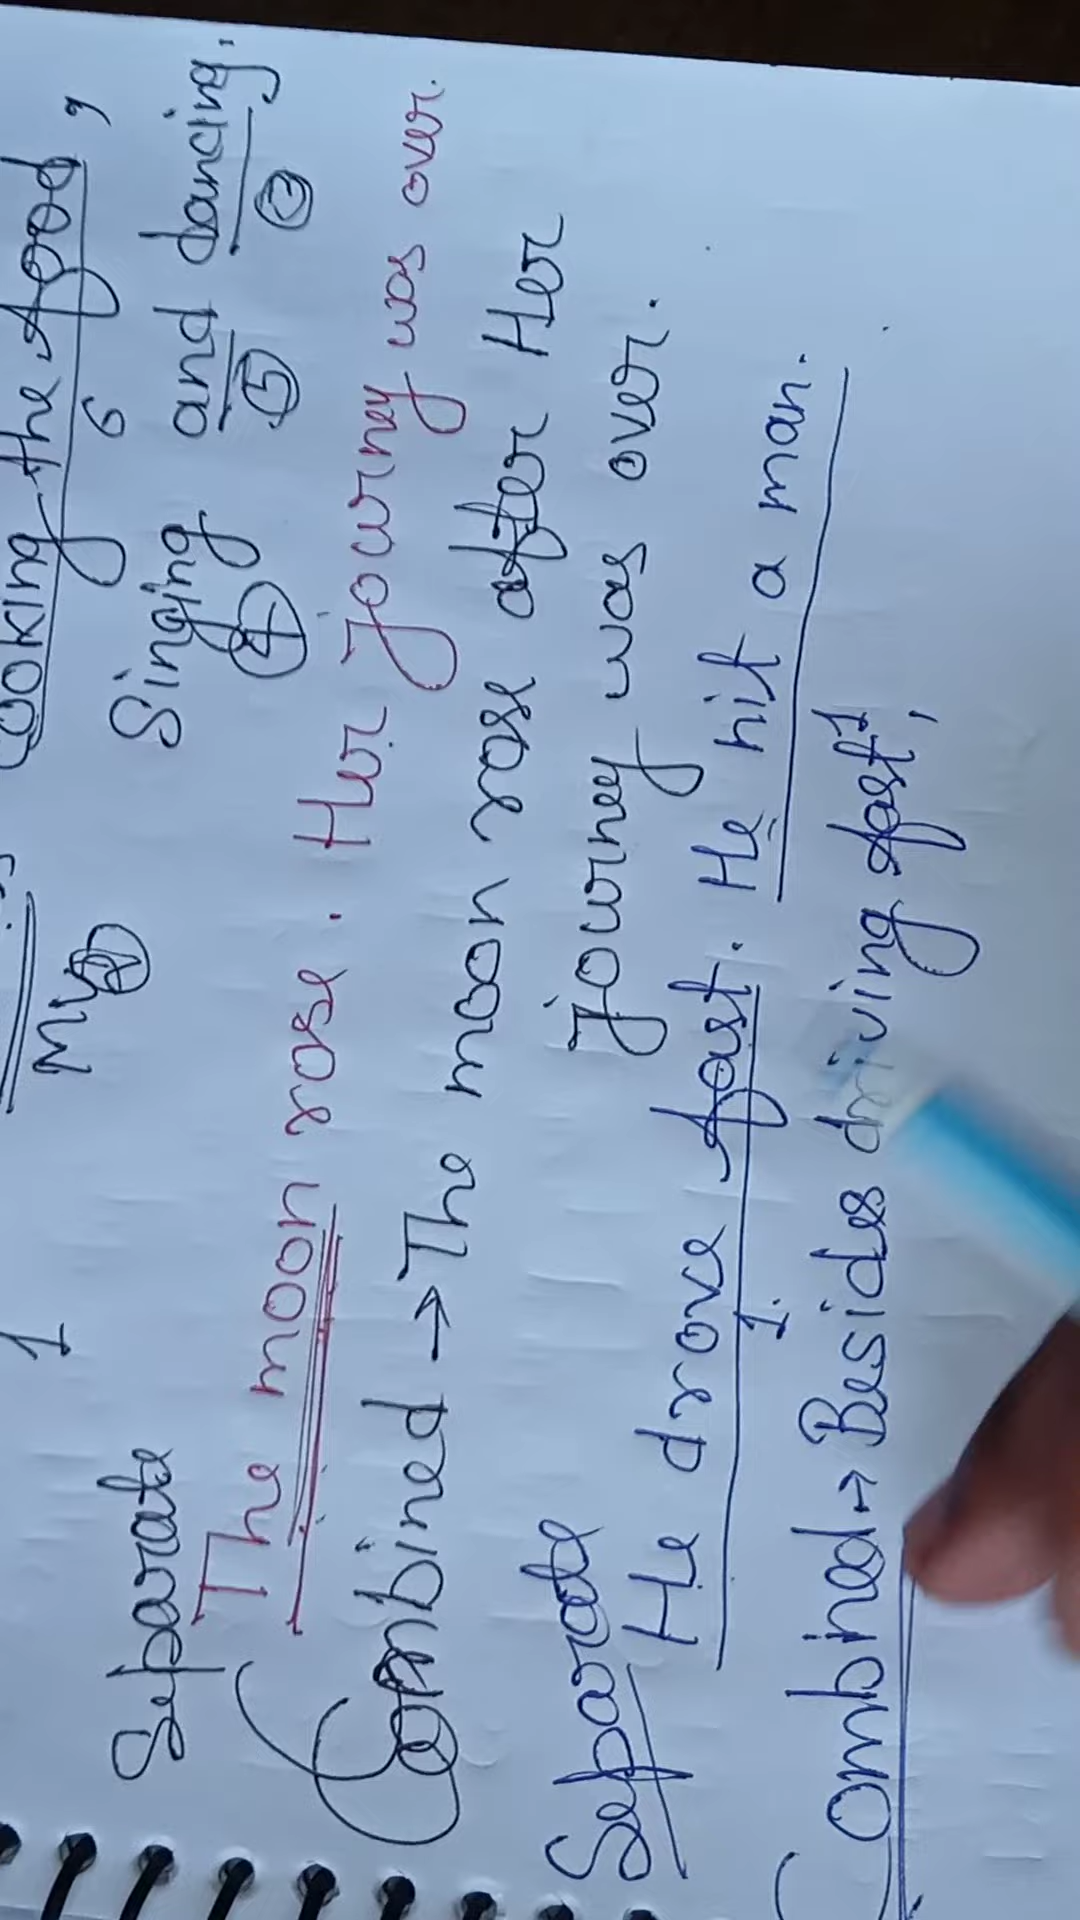 Cooking the food,
My Singing and dancing.
Separate
The moon rose. Her journey was over.
Combined → The moon rose after Her
journey was over.
Separate
He drove fast. He hit a man.
Combined → Besides driving fast,